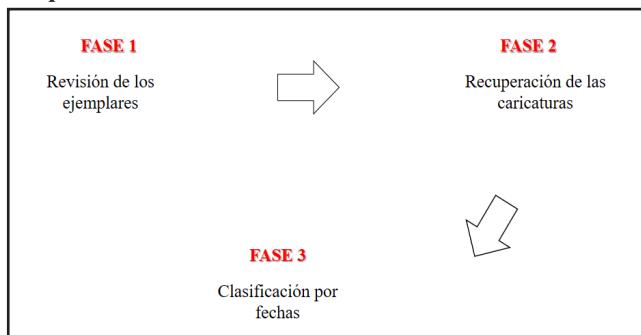 FASE 1
Revisión de los
ejemplares
FASE 2
Recuperación de las
caricaturas
FASE 3
Clasificación por
fechas